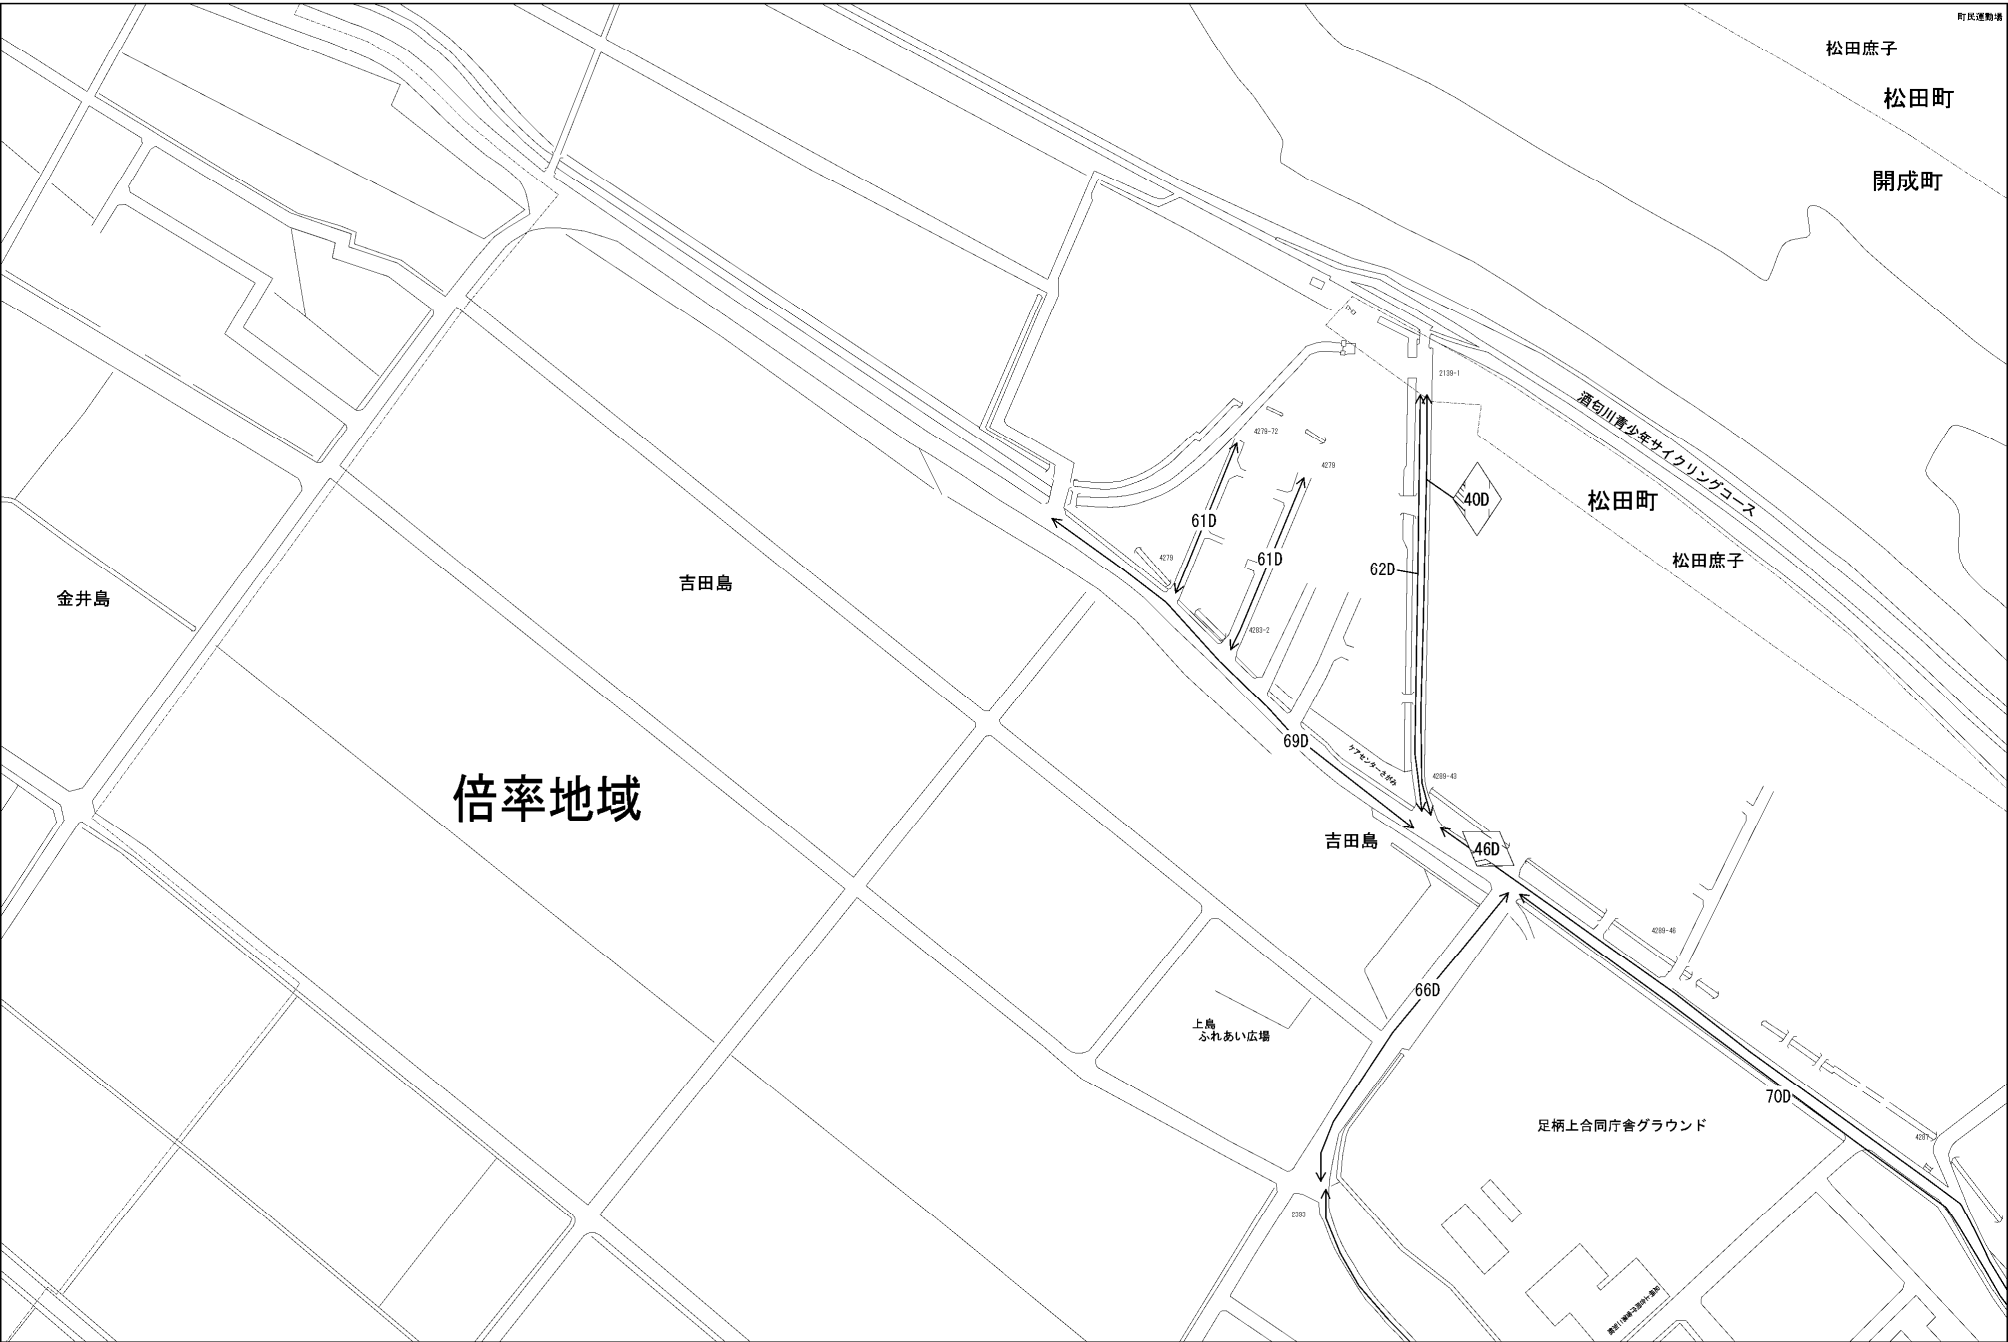 町民運動場
松田庶子
松田町
開成町
2139-1
酒匂川青少年サイクリングコース
4279-72
4279
40D
松田町
61D
4279
61D
62D
松田庶子
吉田島
金井島
4283-2
69D
ケアセンターさがみ
4289-43
倍率地域
吉田島
46D
4289-46
66D
上島
ふれあい広場
70D
足柄上合同庁舎グラウンド
4287
2393